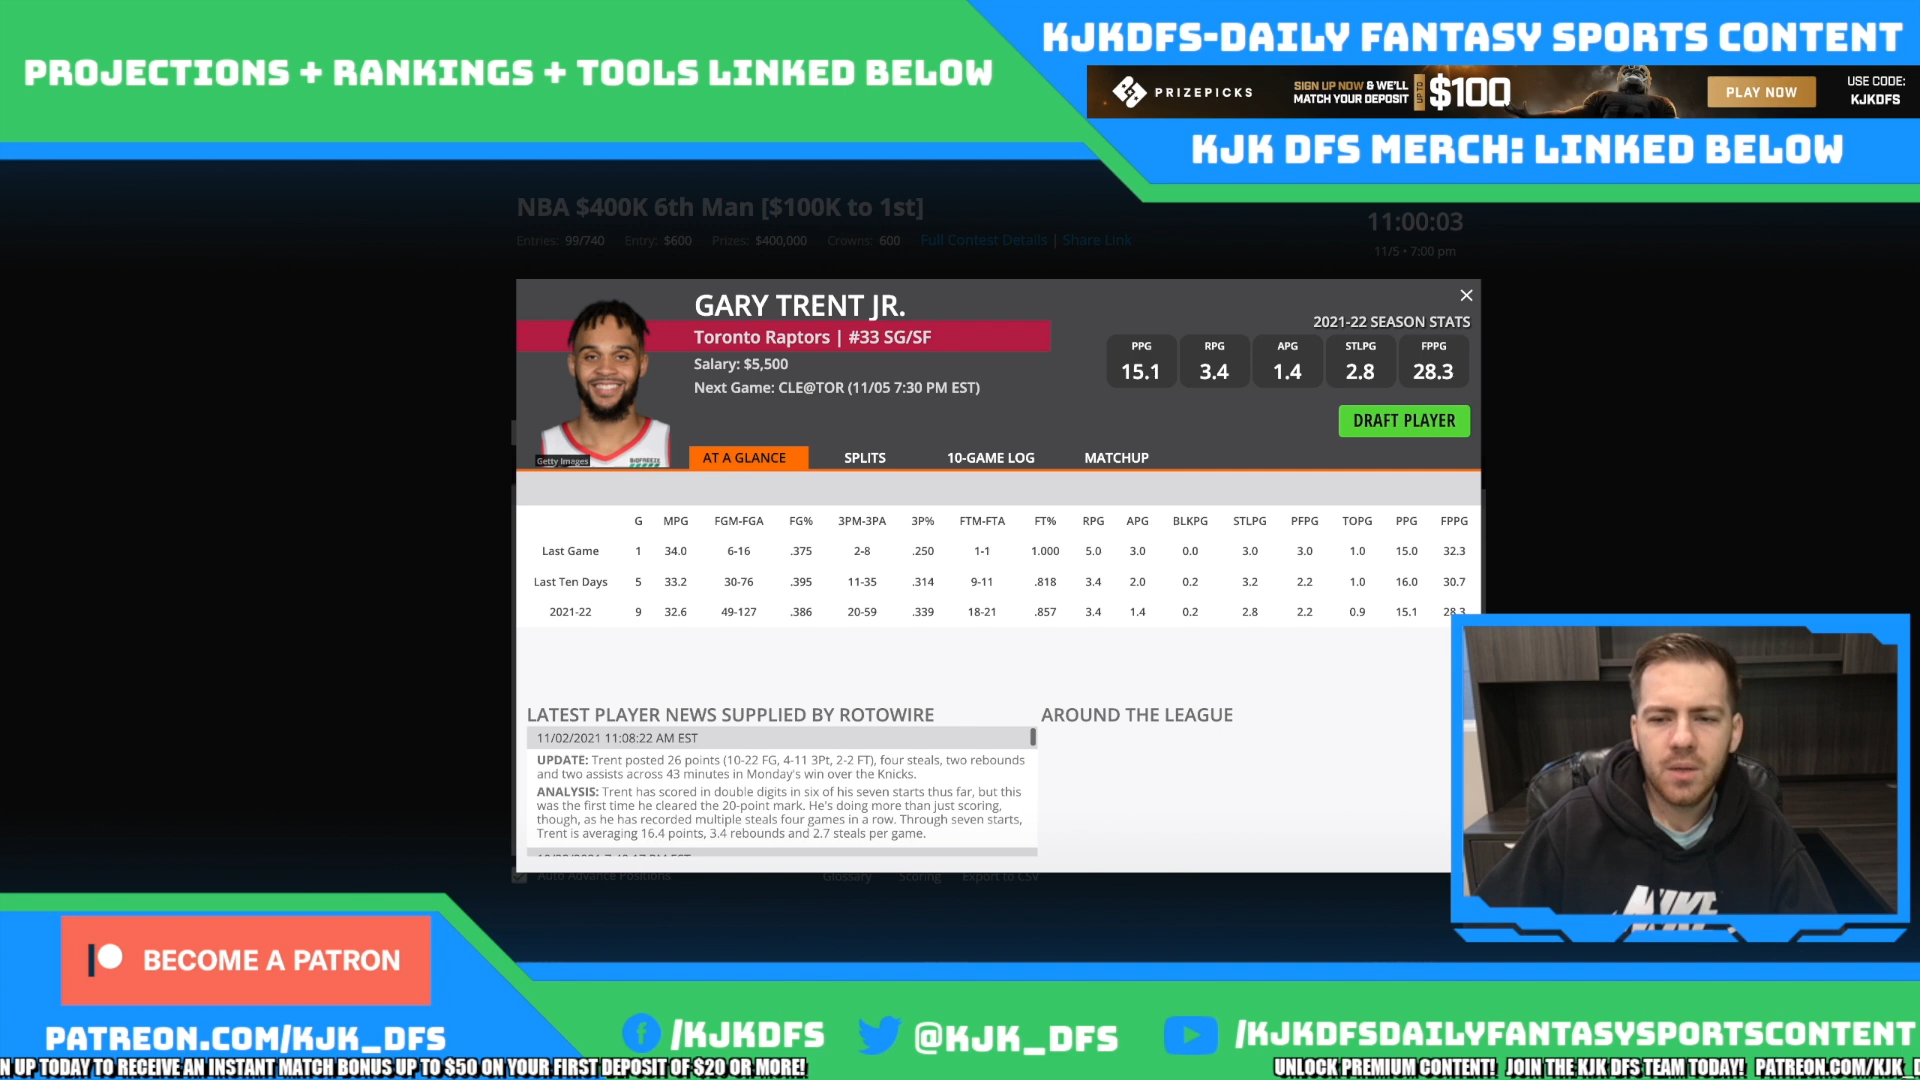 PROJECTIONS + RANKINGS + TOOLS LINKED BELOW
KJKDFS-DAILY FANTASY SPORTS CONTENT
PRIZEPICKS
SIGN UP NOW & WE'LL
MATCH YOUR DEPOSIT
UP TO
$100
PLAY NOW
USE CODE:
KJKDFS
KJK DFS MERCH: LINKED BELOW
NBA $400K 6th Man [$100K to 1st]
11:00:03
Entries: 99/740 Entry: $600 Prizes: $400,000 Crowns: 600 Full Contest Details | Share Link
11/5 • 7:00 pm
GARY TRENT JR.
Toronto Raptors | #33 SG/SF
Salary: $5,500
Next Game: CLE@TOR (11/05 7:30 PM EST)
2021-22 SEASON STATS
PPG RPG APG STLPG FPPG
15.1 3.4 1.4 2.8 28.3
DRAFT PLAYER
Getty Images
BIOFREEZE
AT A GLANCE SPLITS 10-GAME LOG MATCHUP
G MPG FGM-FGA FG% 3PM-3PA 3P% FTM-FTA FT% RPG APG BLKPG STLPG PFPG TOPG PPG FPPG
Last Game 1 34.0 6-16 .375 2-8 .250 1-1 1.000 5.0 3.0 0.0 3.0 3.0 1.0 15.0 32.3
Last Ten Days 5 33.2 30-76 .395 11-35 .314 9-11 .818 3.4 2.0 0.2 3.2 2.2 1.0 16.0 30.7
2021-22 9 32.6 49-127 .386 20-59 .339 18-21 .857 3.4 1.4 0.2 2.8 2.2 0.9 15.1 28.3
LATEST PLAYER NEWS SUPPLIED BY ROTOWIRE
AROUND THE LEAGUE
11/02/2021 11:08:22 AM EST
UPDATE: Trent posted 26 points (10-22 FG, 4-11 3Pt, 2-2 FT), four steals, two rebounds
and two assists across 43 minutes in Monday's win over the Knicks.
ANALYSIS: Trent has scored in double digits in six of his seven starts thus far, but this
was the first time he cleared the 20-point mark. He's doing more than just scoring,
though, as he has recorded multiple steals four games in a row. Through seven starts,
Trent is averaging 16.4 points, 3.4 rebounds and 2.7 steals per game.
Auto Advance Positions Glossary Scoring Export to CSV
NIKE
BECOME A PATRON
PATREON.COM/KJK_DFS
/KJKDFS
@KJK_DFS
/KJKDFSDAILYFANTASYSPORTSCONTENT
N UP TODAY TO RECEIVE AN INSTANT MATCH BONUS UP TO $50 ON YOUR FIRST DEPOSIT OF $20 OR MORE!
UNLOCK PREMIUM CONTENT! JOIN THE KJK DFS TEAM TODAY! PATREON.COM/KJK_